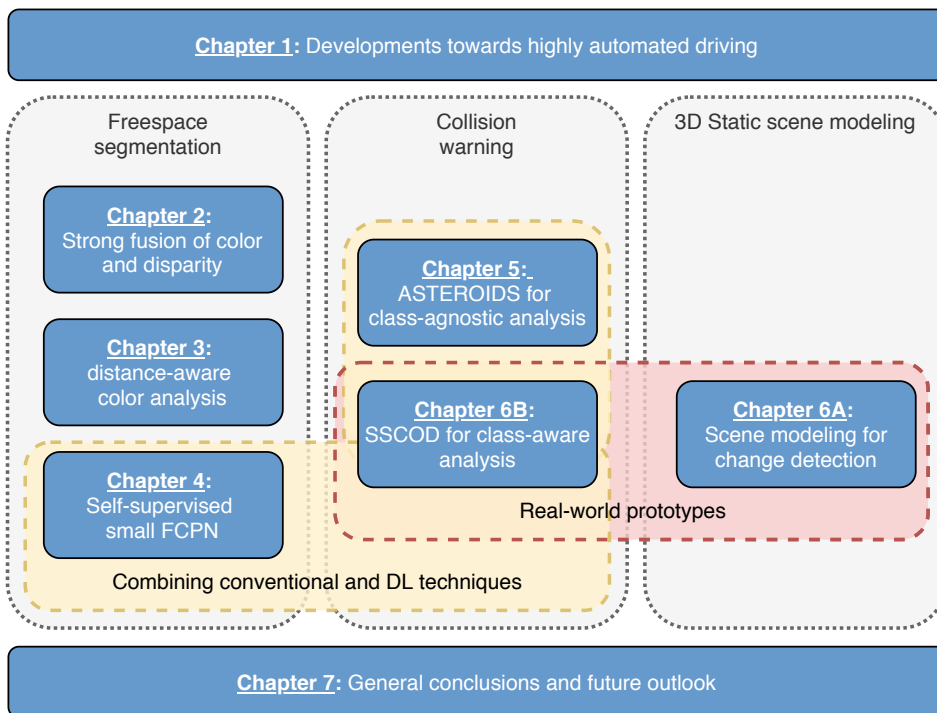 Chapter 1: Developments towards highly automated driving
Freespace
segmentation
Chapter 2:
Strong fusion of color
and disparity
Chapter 3:
distance-aware
color analysis
Chapter 4:
Self-supervised
small FCPN
Collision
warning
Chapter 5:
ASTEROIDS for
class-agnostic analysis
Chapter 6B:
SSCOD for class-aware
analysis
3D Static scene modeling
Chapter 6A:
Scene modeling for
change detection
Real-world prototypes
Combining conventional and DL techniques
Chapter 7: General conclusions and future outlook